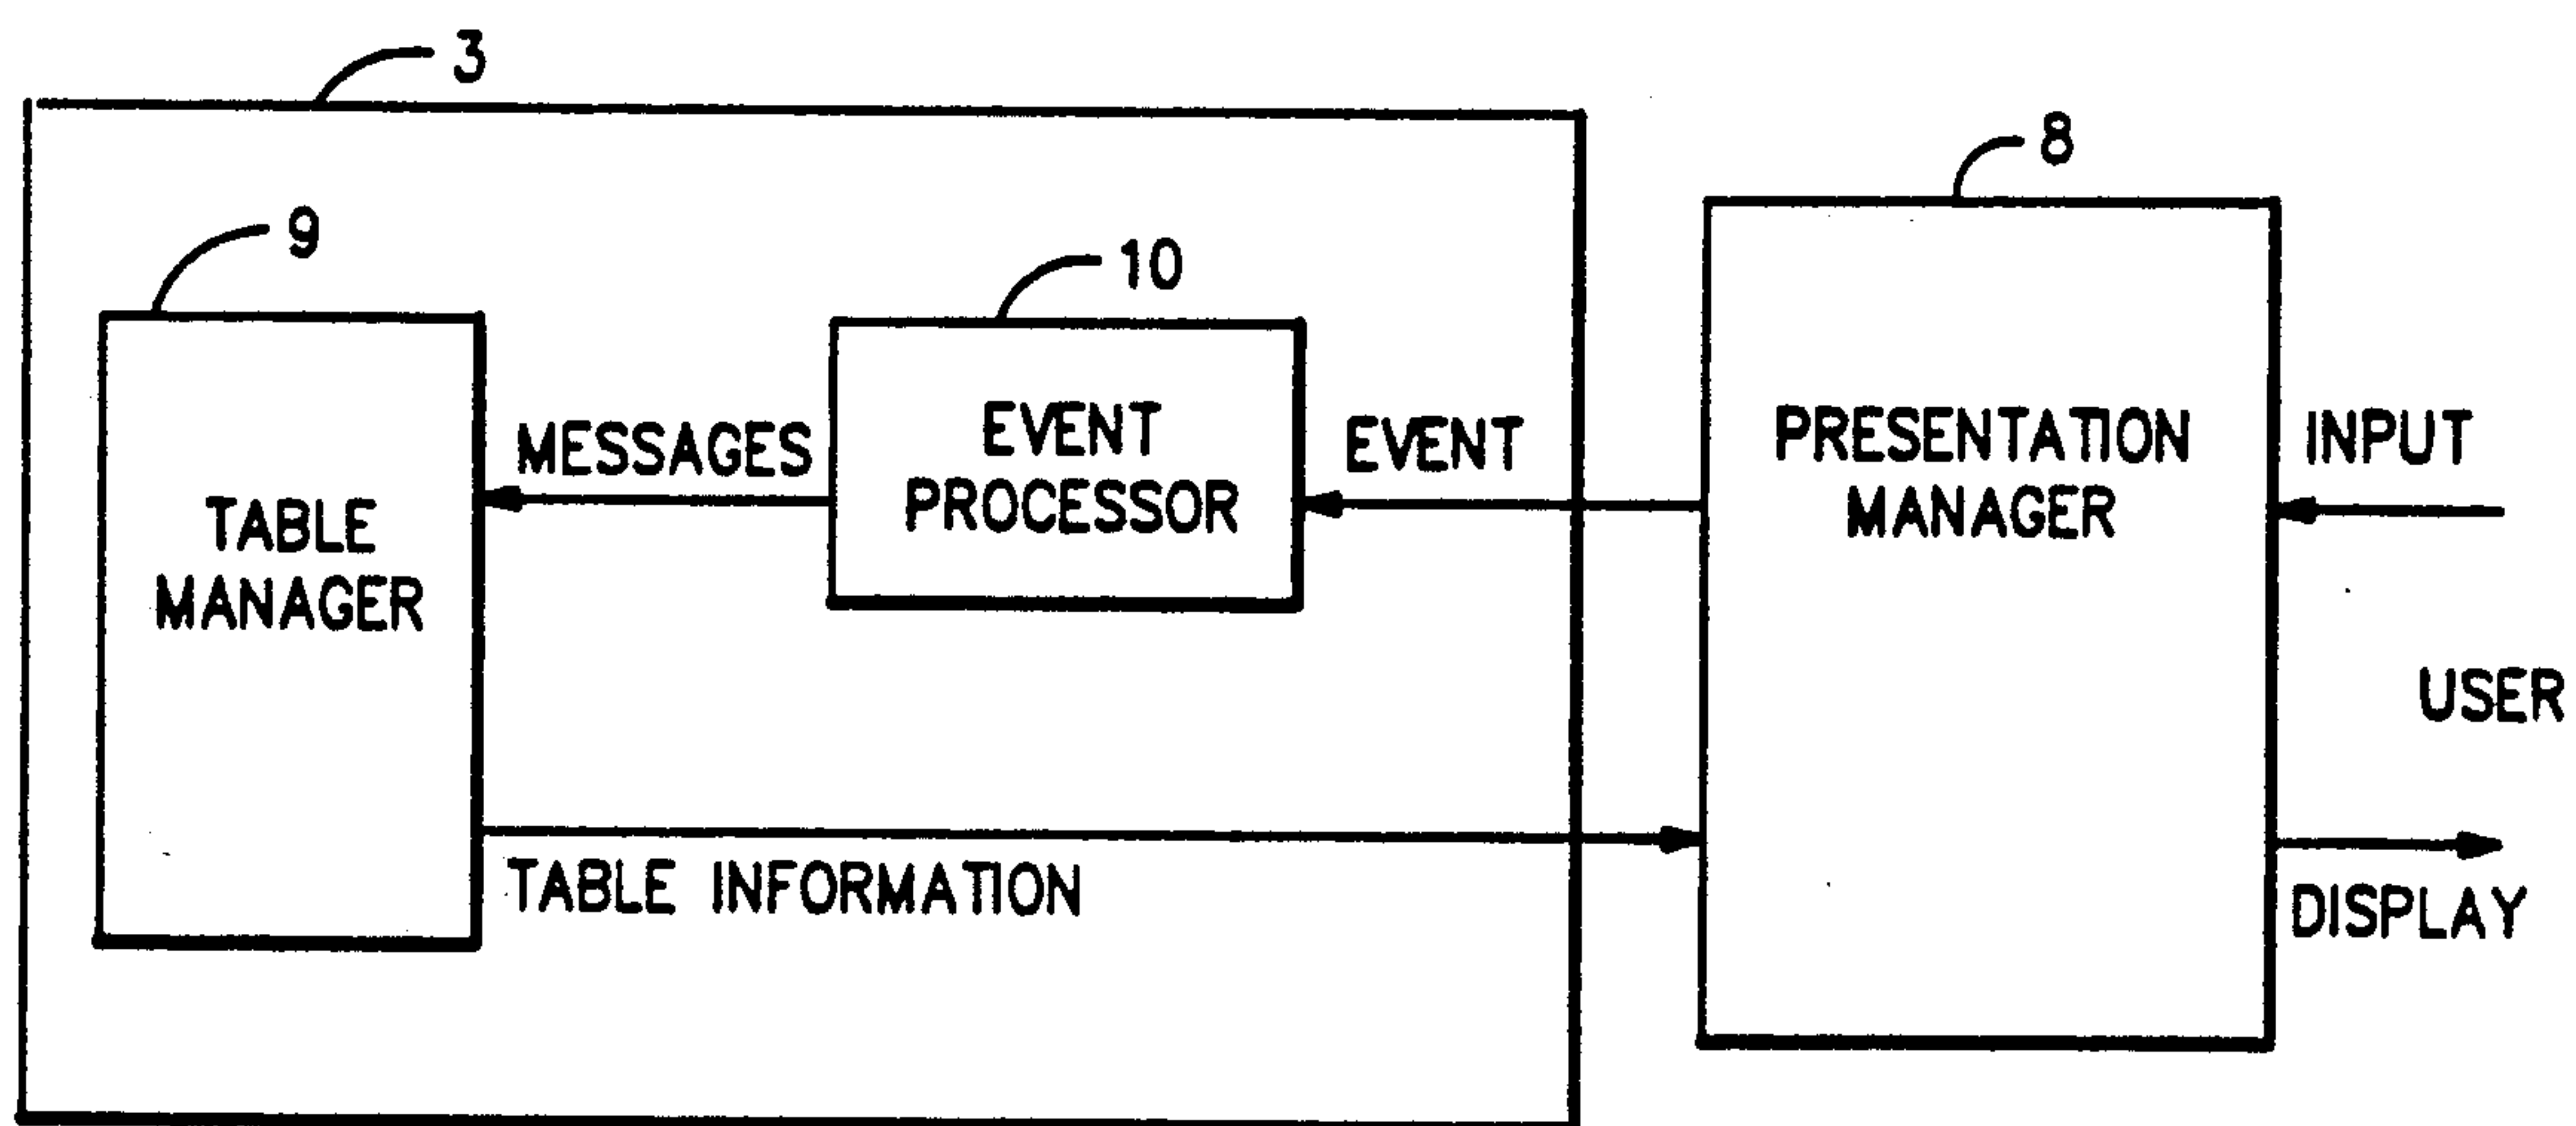 3
8
9
10
MESSAGES
EVENT
PROCESSOR
EVENT
PRESENTATION
MANAGER
INPUT
TABLE
MANAGER
USER
TABLE INFORMATION
DISPLAY